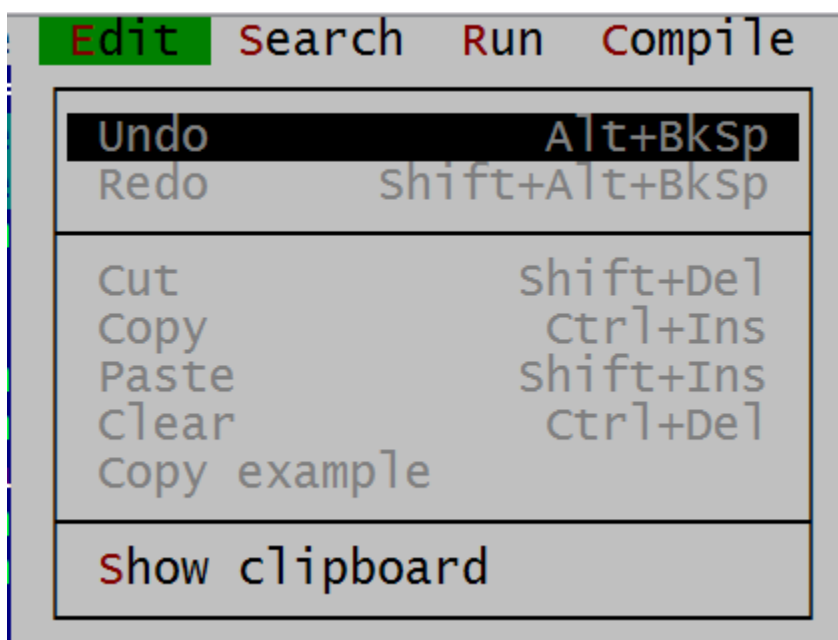 Edit Search Run Compile
Undo Alt+BkSp
Redo Shift+Alt+BkSp
Cut Shift+Del
Copy Ctrl+Ins
Paste Shift+Ins
Clear Ctrl+Del
Copy example
Show clipboard